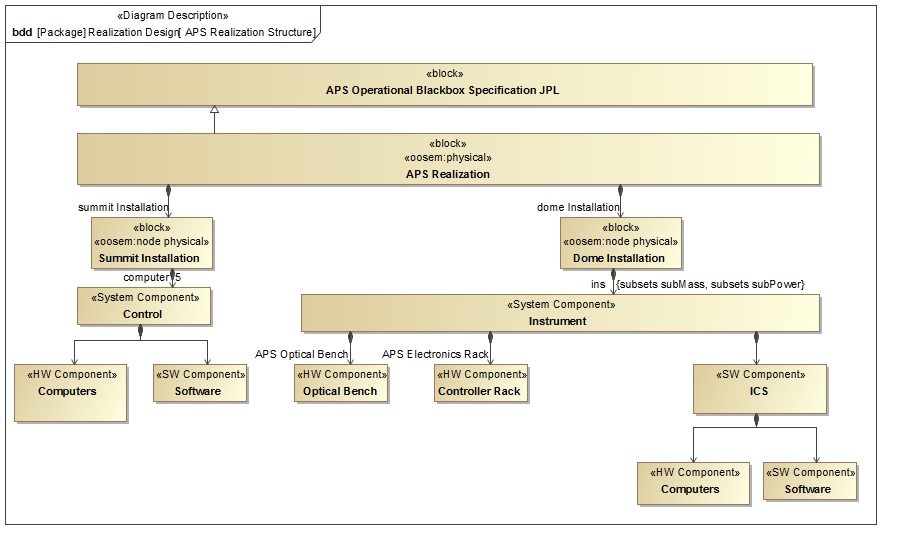 «Diagram Description»
bdd [Package] Realization Design[ APS Realization Structure]
«block»
APS Operational Blackbox Specification JPL
«block»
«oosem:physical»
APS Realization
summit Installation
dome Installation
«block»
«oosem:node physical»
Summit Installation
«block»
«oosem:node physical»
Dome Installation
computer 5
ins {subsets subMass, subsets subPower}
«System Component»
Control
«System Component»
Instrument
APS Optical Bench
APS Electronics Rack
«HW Component»
Computers
«SW Component»
Software
«HW Component»
Optical Bench
«HW Component»
Controller Rack
«SW Component»
ICS
«HW Component»
Computers
«SW Component»
Software